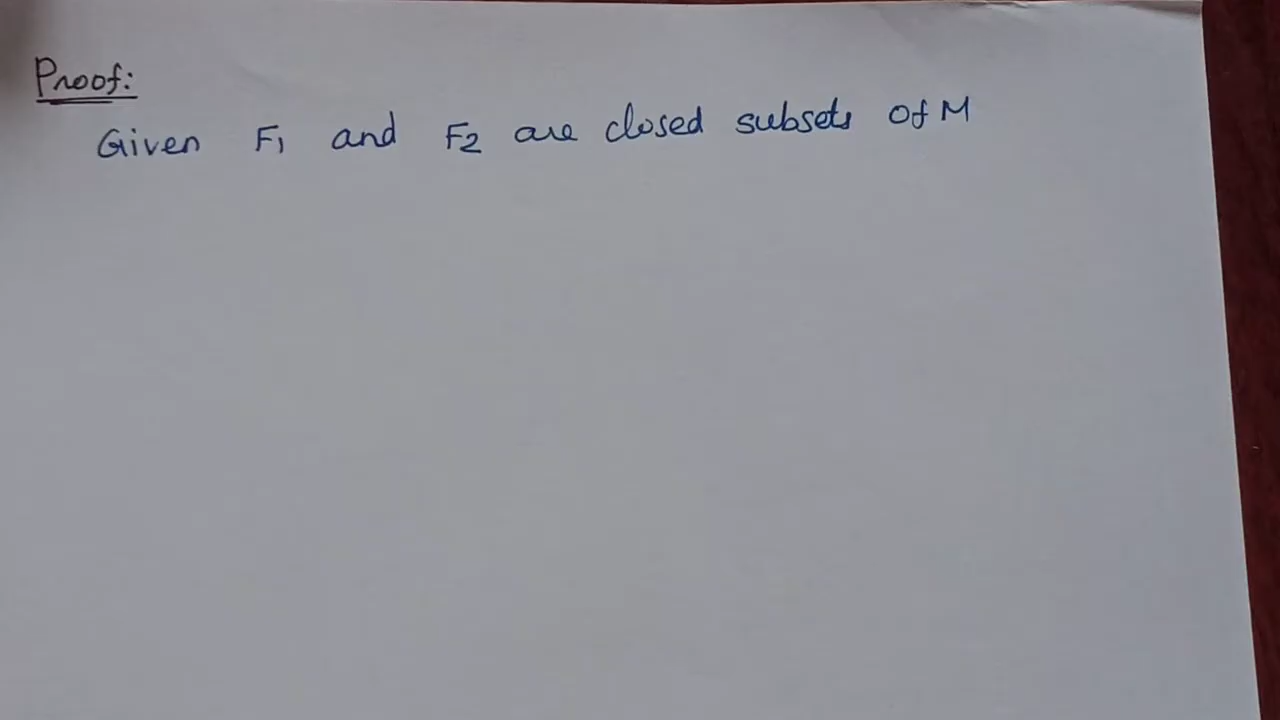 Proof:
Given F₁ and F₂ are closed subsets of M